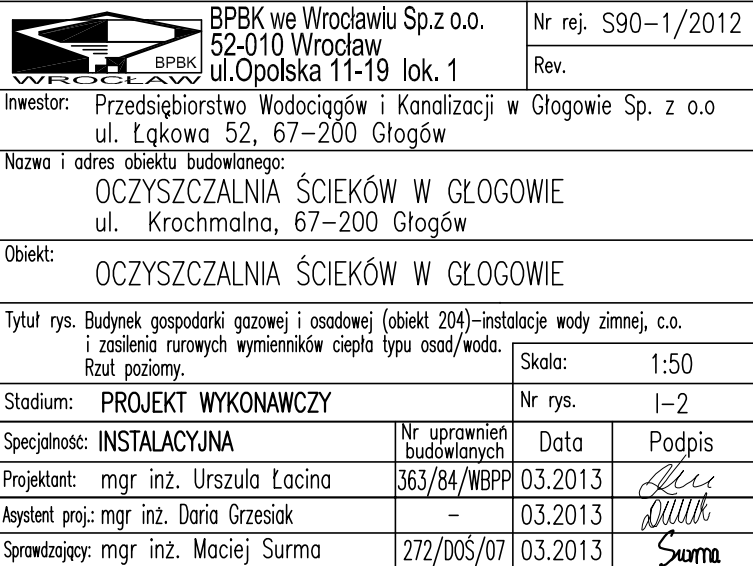 BPBK we Wrocławiu Sp.z o.o.
52-010 Wrocław
ul.Opolska 11-19 lok. 1
BPBK
WROCŁAW
Nr rej. S90-1/2012
Rev.
Inwestor: Przedsiębiorstwo Wodociągów i Kanalizacji w Głogowie Sp. z o.o
ul. Łąkowa 52, 67-200 Głogów
Nazwa i adres obiektu budowlanego:
OCZYSZCZALNIA ŚCIEKÓW W GŁOGOWIE
ul. Krochmalna, 67-200 Głogów
Obiekt:
OCZYSZCZALNIA ŚCIEKÓW W GŁOGOWIE
Tytuł rys. Budynek gospodarki gazowej i osadowej (obiekt 204)-instalacje wody zimnej, c.o.
i zasilenia rurowych wymienników ciepła typu osad/woda.
Rzut poziomy.
Skala: 1:50
Stadium: PROJEKT WYKONAWCZY
Nr rys. I-2
Specjalność: INSTALACYJNA
Nr uprawnień
budowlanych
Data
Podpis
Projektant: mgr inż. Urszula Łacina 363/84/WBPP 03.2013
Asystent proj.: mgr inż. Daria Grzesiak - 03.2013
Sprawdzający: mgr inż. Maciej Surma 272/DOŚ/07 03.2013 Surma